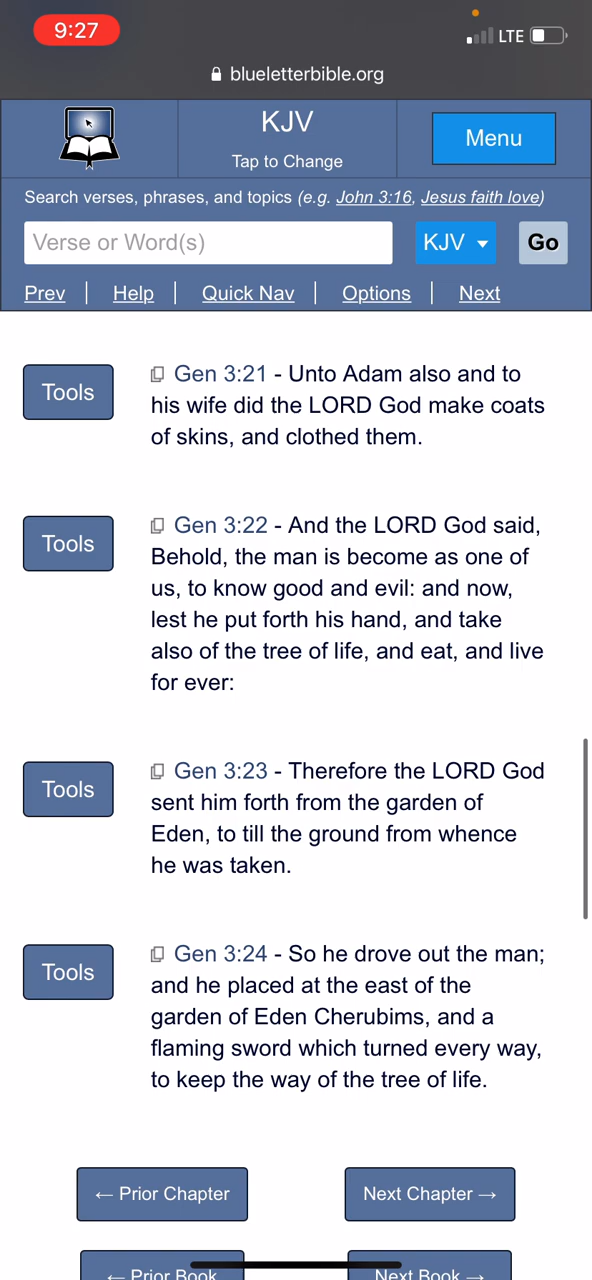 9:27
LTE
blueletterbible.org
KJV
Tap to Change
Menu
Search verses, phrases, and topics (e.g. John 3:16, Jesus faith love)
Verse or Word(s)
KJV
Go
Prev | Help | Quick Nav | Options | Next
Tools
Gen 3:21 - Unto Adam also and to
his wife did the LORD God make coats
of skins, and clothed them.
Tools
Gen 3:22 - And the LORD God said,
Behold, the man is become as one of
us, to know good and evil: and now,
lest he put forth his hand, and take
also of the tree of life, and eat, and live
for ever:
Tools
Gen 3:23 - Therefore the LORD God
sent him forth from the garden of
Eden, to till the ground from whence
he was taken.
Tools
Gen 3:24 - So he drove out the man;
and he placed at the east of the
garden of Eden Cherubims, and a
flaming sword which turned every way,
to keep the way of the tree of life.
← Prior Chapter
Next Chapter →
← Prior Book
Next Book →